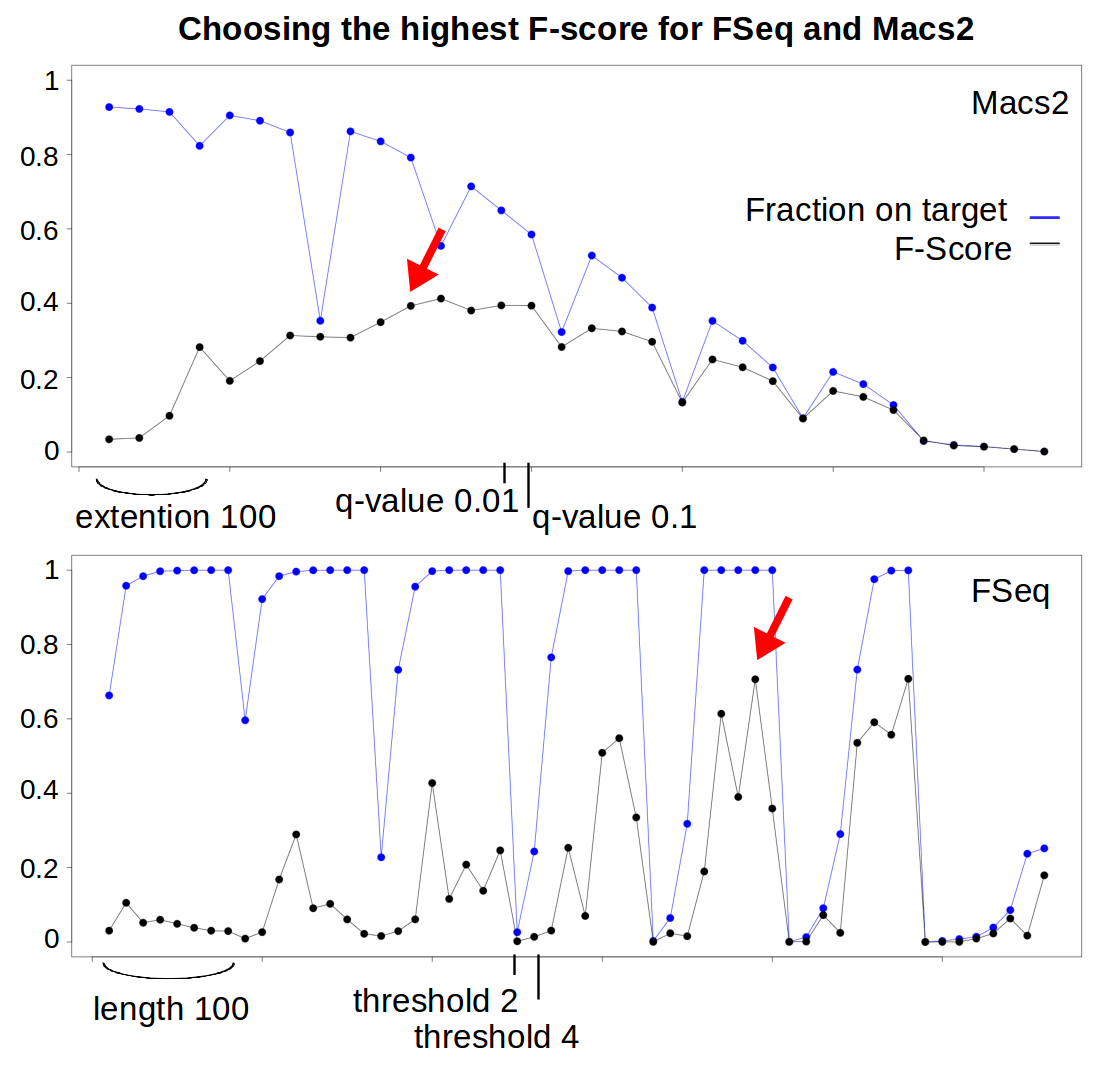 Choosing the highest F-score for FSeq and Macs2
1
Macs2
0.8
Fraction on target
0.6
F-Score
0.4
0.2
0
extention 100
q-value 0.01
q-value 0.1
1
FSeq
0.8
0.6
0.4
0.2
0
length 100
threshold 2
threshold 4